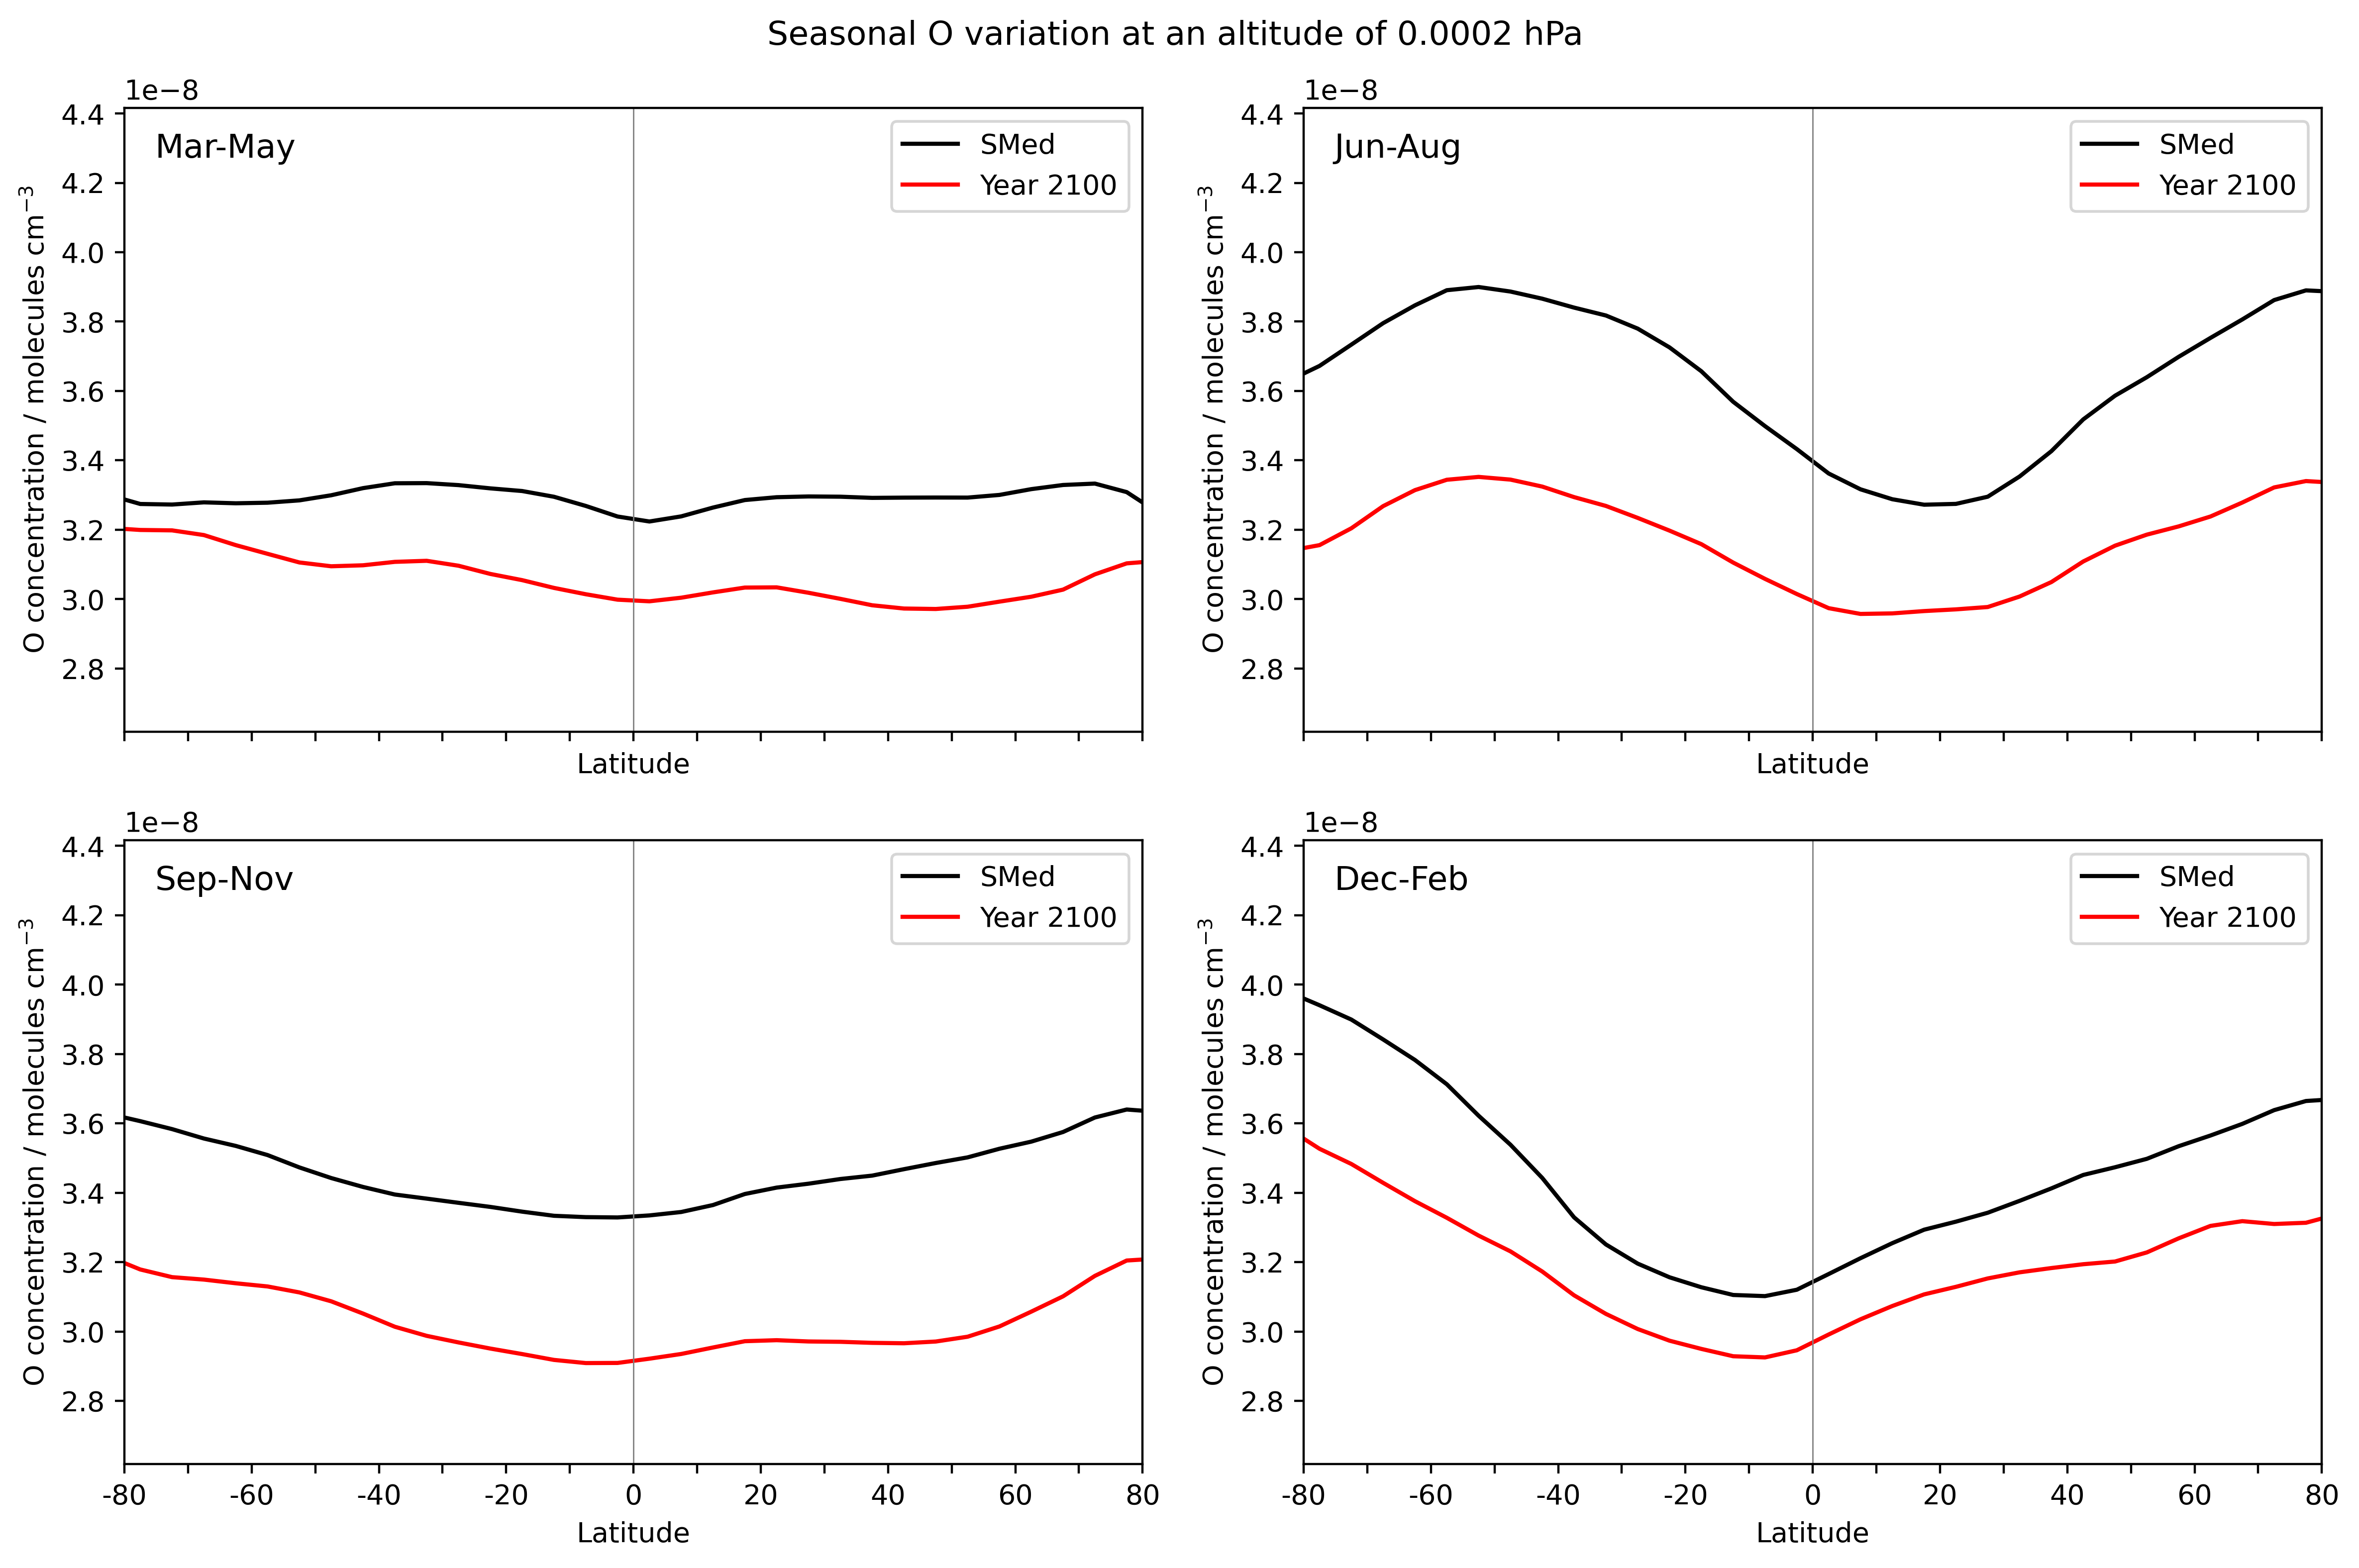 Seasonal O variation at an altitude of 0.0002 hPa
1e−8
Mar-May
SMed
Year 2100
4.4
4.2
4.0
3.8
3.6
3.4
3.2
3.0
2.8
O concentration / molecules cm⁻³
Latitude
1e−8
Jun-Aug
SMed
Year 2100
4.4
4.2
4.0
3.8
3.6
3.4
3.2
3.0
2.8
O concentration / molecules cm⁻³
Latitude
1e−8
Sep-Nov
SMed
Year 2100
4.4
4.2
4.0
3.8
3.6
3.4
3.2
3.0
2.8
O concentration / molecules cm⁻³
-80 -60 -40 -20 0 20 40 60 80
Latitude
1e−8
Dec-Feb
SMed
Year 2100
4.4
4.2
4.0
3.8
3.6
3.4
3.2
3.0
2.8
O concentration / molecules cm⁻³
-80 -60 -40 -20 0 20 40 60 80
Latitude